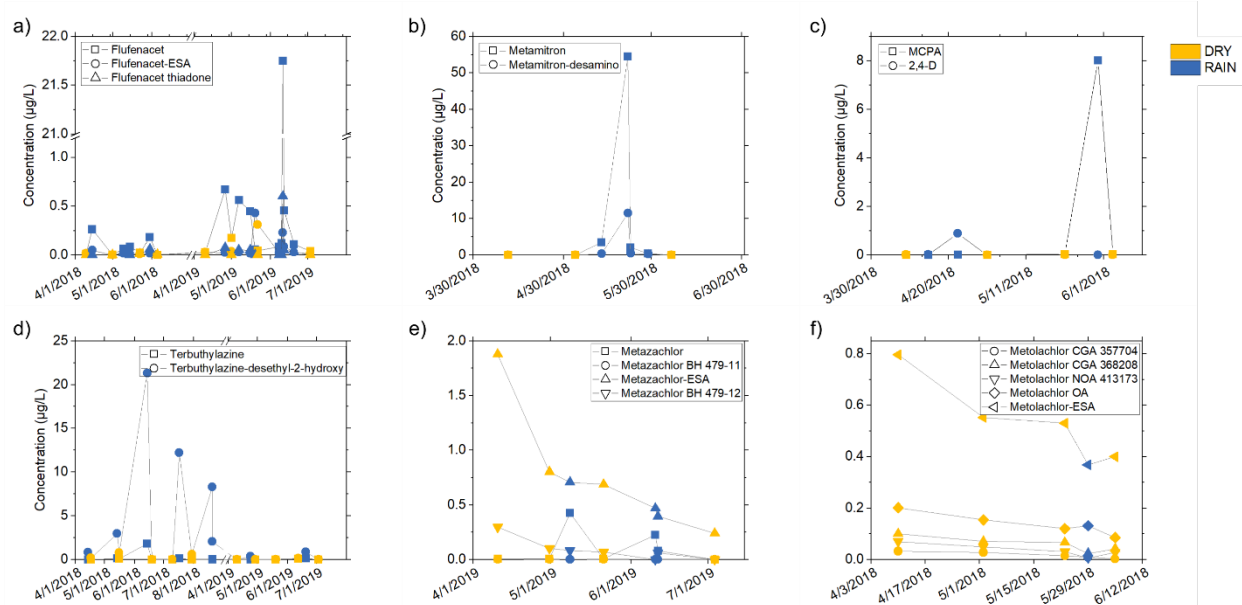 a)
Concentration (µg/L)
22.0
21.5
21.0
1.0
0.5
0.0
Flufenacet
Flufenacet-ESA
Flufenacet thiadone
4/1/2018
5/1/2018
6/1/2018
4/1/2019
5/1/2019
6/1/2019
7/1/2019
b)
Concentratio (µg/L)
60
50
40
30
20
10
0
Metamitron
Metamitron-desamino
3/30/2018
4/30/2018
5/30/2018
6/30/2018
c)
Concentration (µg/L)
8
6
4
2
0
MCPA
2,4-D
3/30/2018
4/20/2018
5/11/2018
6/1/2018
DRY
RAIN
d)
Concentration (µg/L)
25
20
15
10
5
0
Terbuthylazine
Terbuthylazine-desethyl-2-hydroxy
4/1/2018
5/1/2018
6/1/2018
7/1/2018
8/1/2018
4/1/2019
5/1/2019
6/1/2019
7/1/2019
e)
2.0
1.5
1.0
0.5
0.0
Metazachlor
Metazachlor BH 479-11
Metazachlor-ESA
Metazachlor BH 479-12
4/1/2019
5/1/2019
6/1/2019
7/1/2019
f)
0.8
0.6
0.4
0.2
0.0
Metolachlor CGA 357704
Metolachlor CGA 368208
Metolachlor NOA 413173
Metolachlor OA
Metolachlor-ESA
4/3/2018
4/17/2018
5/1/2018
5/15/2018
5/29/2018
6/12/2018